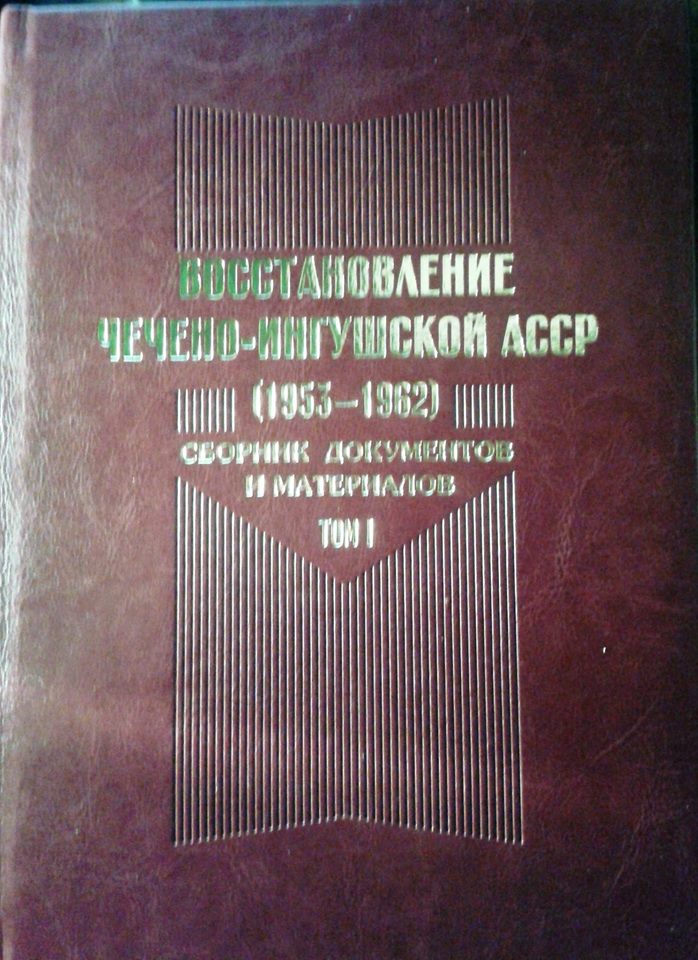 ВОССТАНОВЛЕНИЕ
ЧЕЧЕНО-ИНГУШСКОЙ АССР
(1953—1962)
СБОРНИК ДОКУМЕНТОВ
И МАТЕРИАЛОВ
ТОМ I